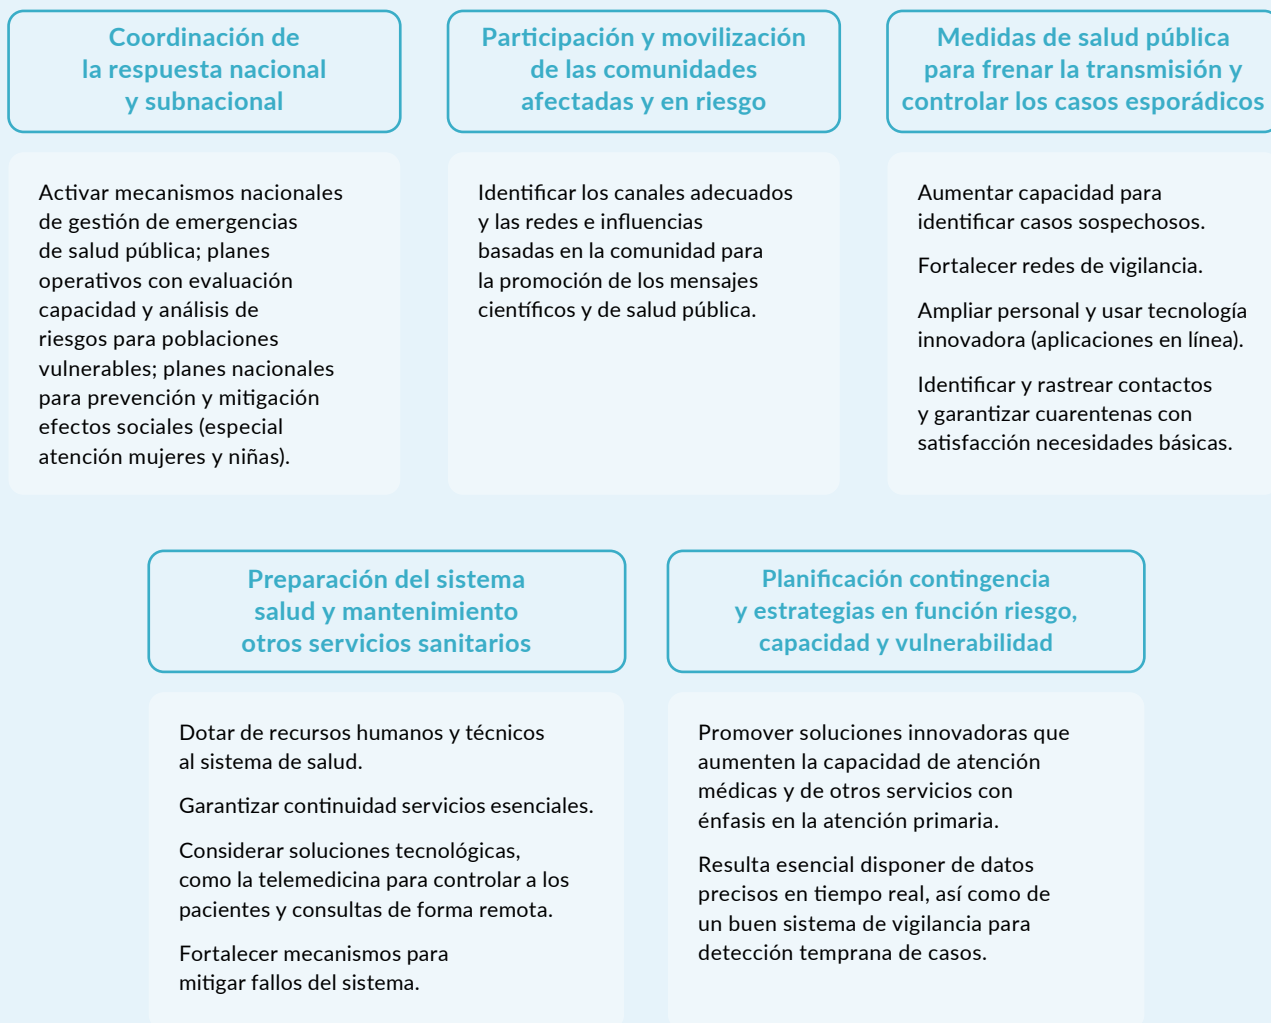 Coordinación de
la respuesta nacional
y subnacional
Activar mecanismos nacionales
de gestión de emergencias
de salud pública; planes
operativos con evaluación
capacidad y análisis de
riesgos para poblaciones
vulnerables; planes nacionales
para prevención y mitigación
efectos sociales (especial
atención mujeres y niñas).
Participación y movilización
de las comunidades
afectadas y en riesgo
Identificar los canales adecuados
y las redes e influencias
basadas en la comunidad para
la promoción de los mensajes
científicos y de salud pública.
Medidas de salud pública
para frenar la transmisión y
controlar los casos esporádicos
Aumentar capacidad para
identificar casos sospechosos.
Fortalecer redes de vigilancia.
Ampliar personal y usar tecnología
innovadora (aplicaciones en línea).
Identificar y rastrear contactos
y garantizar cuarentenas con
satisfacción necesidades básicas.
Preparación del sistema
salud y mantenimiento
otros servicios sanitarios
Dotar de recursos humanos y técnicos
al sistema de salud.
Garantizar continuidad servicios esenciales.
Considerar soluciones tecnológicas,
como la telemedicina para controlar a los
pacientes y consultas de forma remota.
Fortalecer mecanismos para
mitigar fallos del sistema.
Planificación contingencia
y estrategias en función riesgo,
capacidad y vulnerabilidad
Promover soluciones innovadoras que
aumenten la capacidad de atención
médicas y de otros servicios con
énfasis en la atención primaria.
Resulta esencial disponer de datos
precisos en tiempo real, así como de
un buen sistema de vigilancia para
detección temprana de casos.